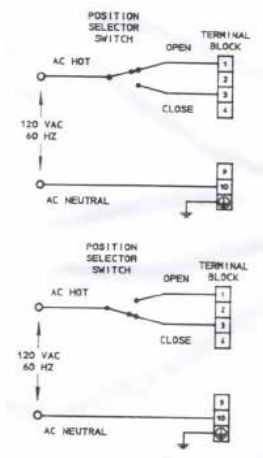 POSITION
SELECTOR
SWITCH
TERMINAL
BLOCK
OPEN
AC HOT
1
2
3
4
CLOSE
120 VAC
60 HZ
9
10
AC NEUTRAL
POSITION
SELECTOR
SWITCH
TERMINAL
BLOCK
OPEN
AC HOT
1
2
3
4
CLOSE
120 VAC
60 HZ
9
10
AC NEUTRAL